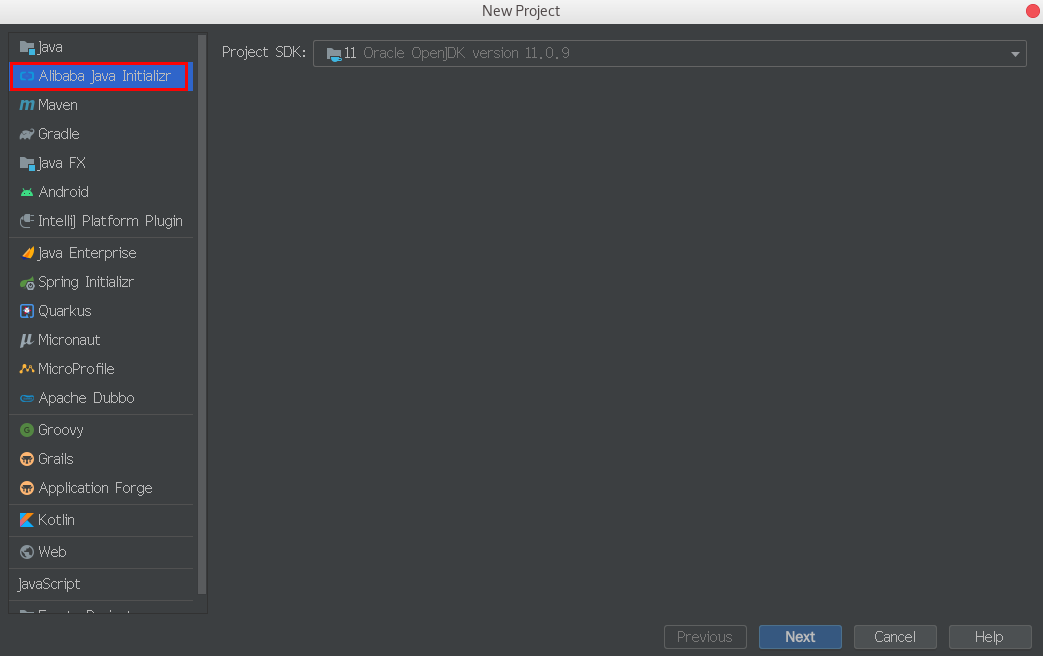 New Project
Java
Alibaba Java Initializr
Maven
Gradle
Java FX
Android
IntelliJ Platform Plugin
Java Enterprise
Spring Initializr
Quarkus
Micronaut
MicroProfile
Apache Dubbo
Groovy
Grails
Application Forge
Kotlin
Web
JavaScript
Project SDK: 11 Oracle OpenJDK version 11.0.9
Previous Next Cancel Help